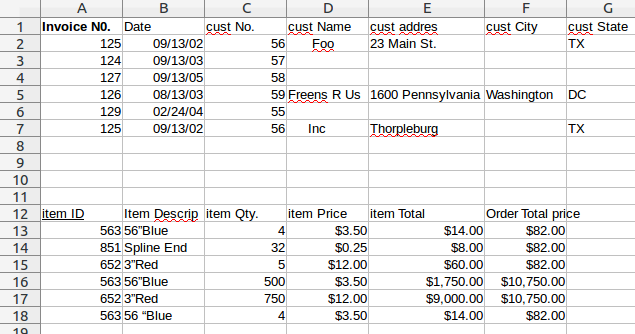 A B C D E F G
1 Invoice N0. Date cust No. cust Name cust addres cust City cust State
2 125 09/13/02 56 Foo 23 Main St. TX
3 124 09/13/03 57
4 127 09/13/05 58
5 126 08/13/03 59 Freens R Us 1600 Pennsylvania Washington DC
6 129 02/24/04 55
7 125 09/13/02 56 Inc Thorpleburg TX
8
9
10
11
12 item ID Item Descrip item Qty. item Price item Total Order Total price
13 563 56”Blue 4 $3.50 $14.00 $82.00
14 851 Spline End 32 $0.25 $8.00 $82.00
15 652 3”Red 5 $12.00 $60.00 $82.00
16 563 56”Blue 500 $3.50 $1,750.00 $10,750.00
17 652 3”Red 750 $12.00 $9,000.00 $10,750.00
18 563 56 “Blue 4 $3.50 $14.00 $82.00